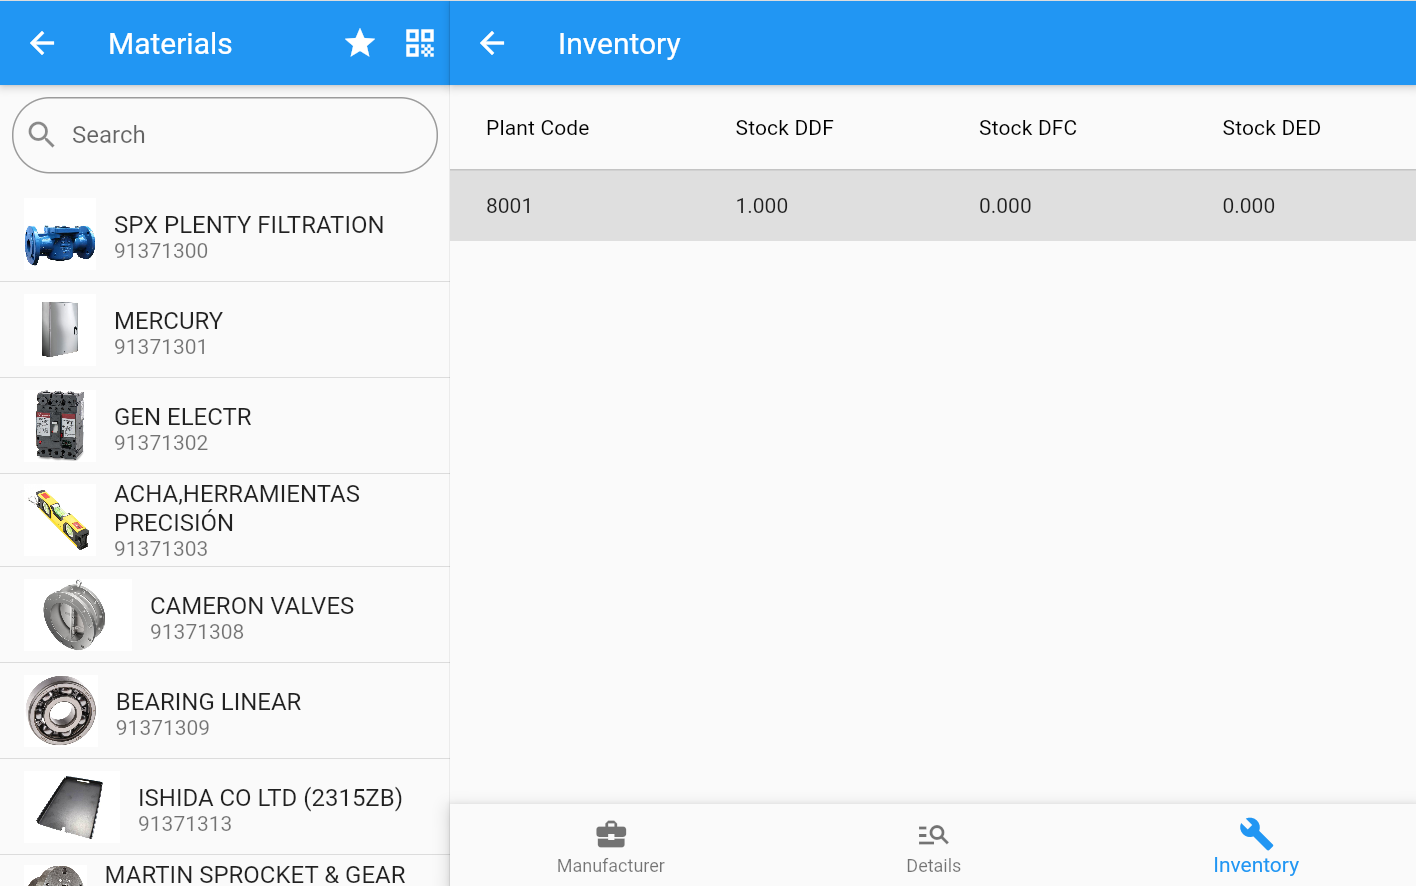 Materials
Search
SPX PLENTY FILTRATION
91371300
MERCURY
91371301
GEN ELECTR
91371302
ACHA,HERRAMIENTAS
PRECISIÓN
91371303
CAMERON VALVES
91371308
BEARING LINEAR
91371309
ISHIDA CO LTD (2315ZB)
91371313
MARTIN SPROCKET & GEAR
Inventory
Plant Code Stock DDF Stock DFC Stock DED
8001 1.000 0.000 0.000
Manufacturer Details Inventory